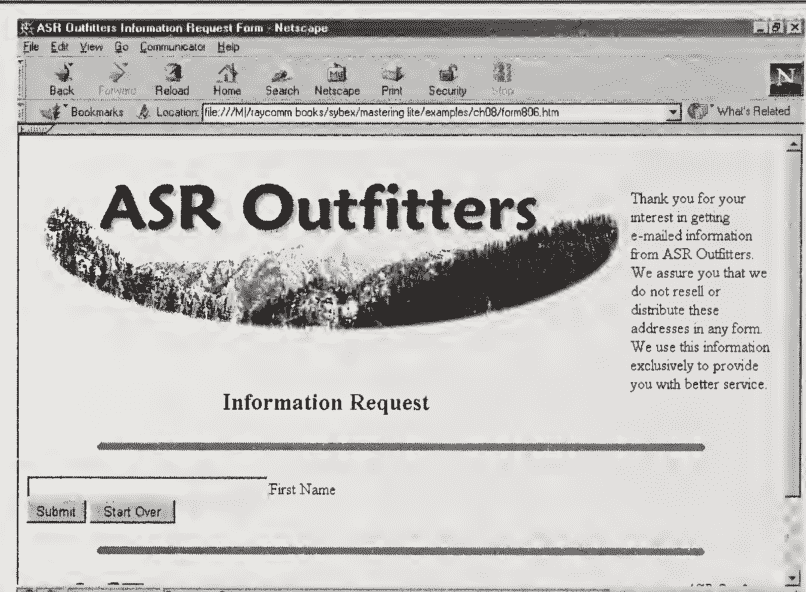 ASR Outfitters Information Request Form - Netscape
File Edit View Go Communicator Help
Back Forward Reload Home Search Netscape Print Security Stop
Bookmarks Location: file:///M|/raycomm books/sybex/mastering lite/examples/ch08/form806.htm What's Related
ASR Outfitters
Thank you for your
interest in getting
e-mailed information
from ASR Outfitters.
We assure you that we
do not resell or
distribute these
addresses in any form.
We use this information
exclusively to provide
you with better service.
Information Request
First Name
Submit Start Over